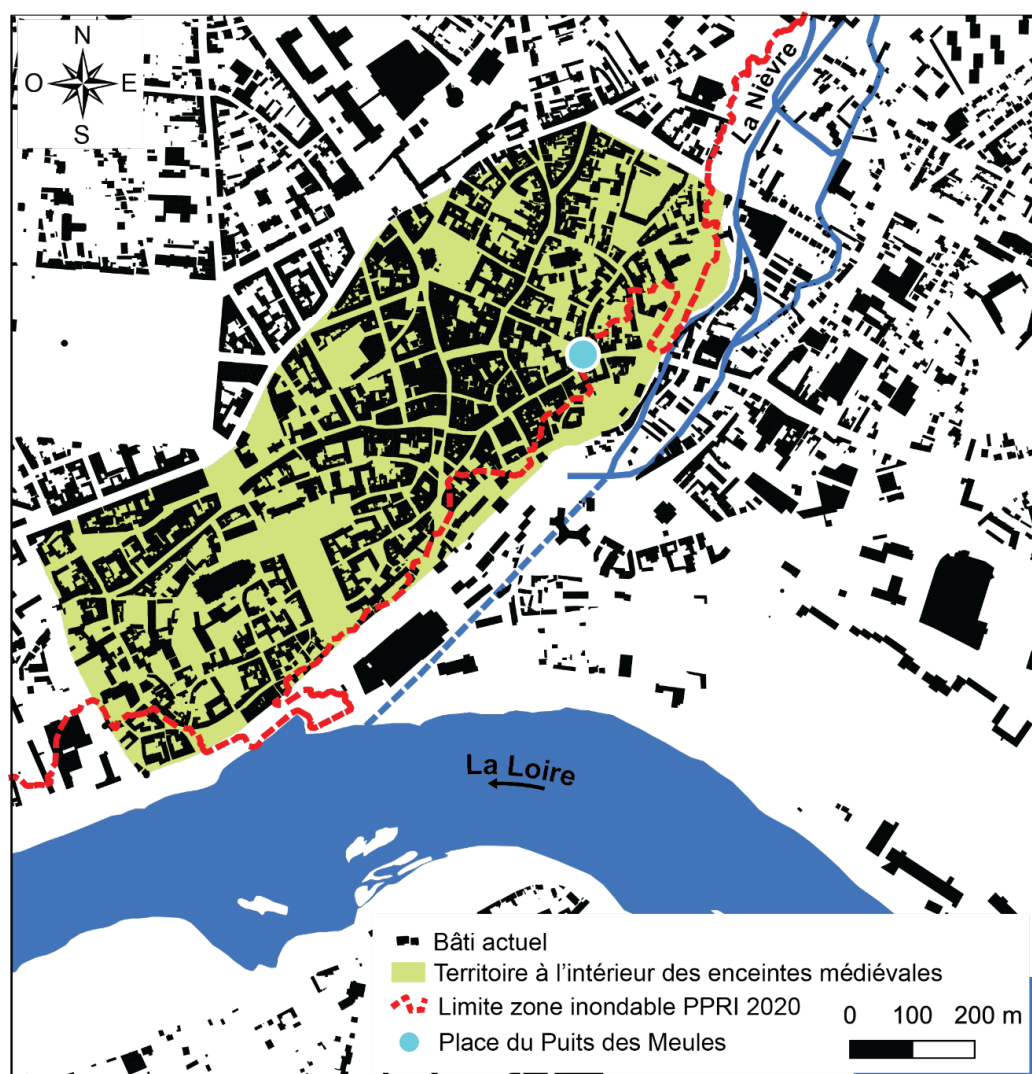 N
O E
S
La Nièvre
La Loire
Bâti actuel
Territoire à l'intérieur des enceintes médiévales
Limite zone inondable PPRI 2020
Place du Puits des Meules
0 100 200 m